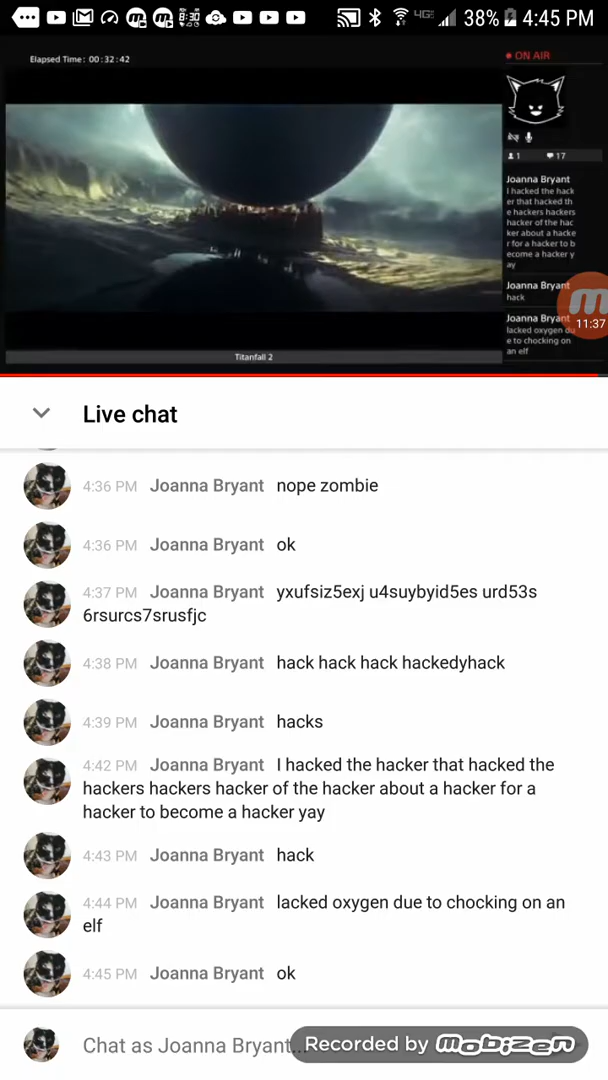 8:30
4G
38% 4:45 PM
Elapsed Time: 00:32:42
ON AIR
1 17
Joanna Bryant
I hacked the hack
er that hacked th
e hackers hackers
hacker of the hac
ker about a hacke
r for a hacker to b
ecome a hacker y
ay
Joanna Bryant
hack
11:37
Joanna Bryant
lacked oxygen du
e to chocking on
an elf
Titanfall 2
Live chat
4:36 PM Joanna Bryant nope zombie
4:36 PM Joanna Bryant ok
4:37 PM Joanna Bryant yxufsiz5exj u4suybyid5es urd53s
6rsurcs7srusfjc
4:38 PM Joanna Bryant hack hack hack hackedyhack
4:39 PM Joanna Bryant hacks
4:42 PM Joanna Bryant I hacked the hacker that hacked the
hackers hackers hacker of the hacker about a hacker for a
hacker to become a hacker yay
4:43 PM Joanna Bryant hack
4:44 PM Joanna Bryant lacked oxygen due to chocking on an
elf
4:45 PM Joanna Bryant ok
Chat as Joanna Bryant...
Recorded by mobizen